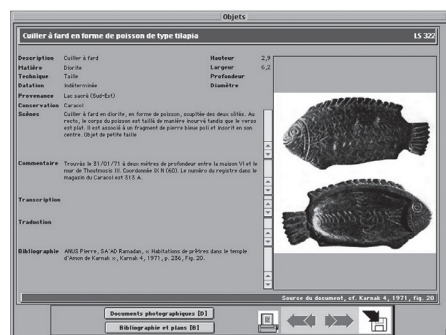 Objets
Cuiller à fard en forme de poisson de type tilapia LS 322
Description Cuiller à fard Hauteur 2,9
Matière Diorite Largeur 6,2
Technique Taille Profondeur
Datation Indéterminée Diamètre
Provenance Lac sacré (Sud-Est)
Conservation Caracol
Scènes Cuiller à fard en diorite, en forme de poisson, sculptée des deux côtés. Au
recto, le corps du poisson est taillé de manière incurvé tandis que le verso
est plat. Il est associé à un fragment de pierre bleue poli et inscrit en son
centre. Objet de petite taille
Commentaire Trouvés le 31/01/71 à deux mètres de profondeur entre la maison VI et le
mur de Thoutmosis III. Coordonnée IX N (60). Le numéro du registre dans le
magasin du Caracol est 313 A.
Transcription
Traduction
Bibliographie ANUS Pierre, SA'AD Ramadan, « Habitations de prêtres dans le temple
d'Amon de Karnak », Karnak 4, 1971, p. 236, Fig. 20.
Source du document, cf. Karnak 4, 1971, fig. 20
Documents photographiques [D]
Bibliographie et plans [B]